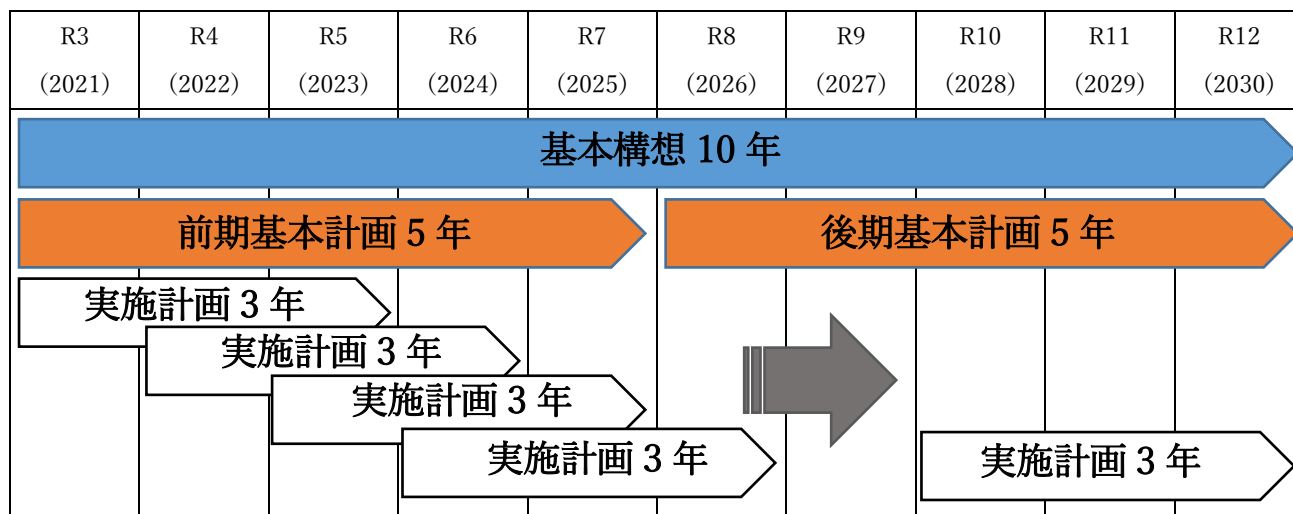 R3 R4 R5 R6 R7 R8 R9 R10 R11 R12
(2021) (2022) (2023) (2024) (2025) (2026) (2027) (2028) (2029) (2030)
基本構想 10 年
前期基本計画 5 年 後期基本計画 5 年
実施計画 3 年
実施計画 3 年
実施計画 3 年
実施計画 3 年 実施計画 3 年